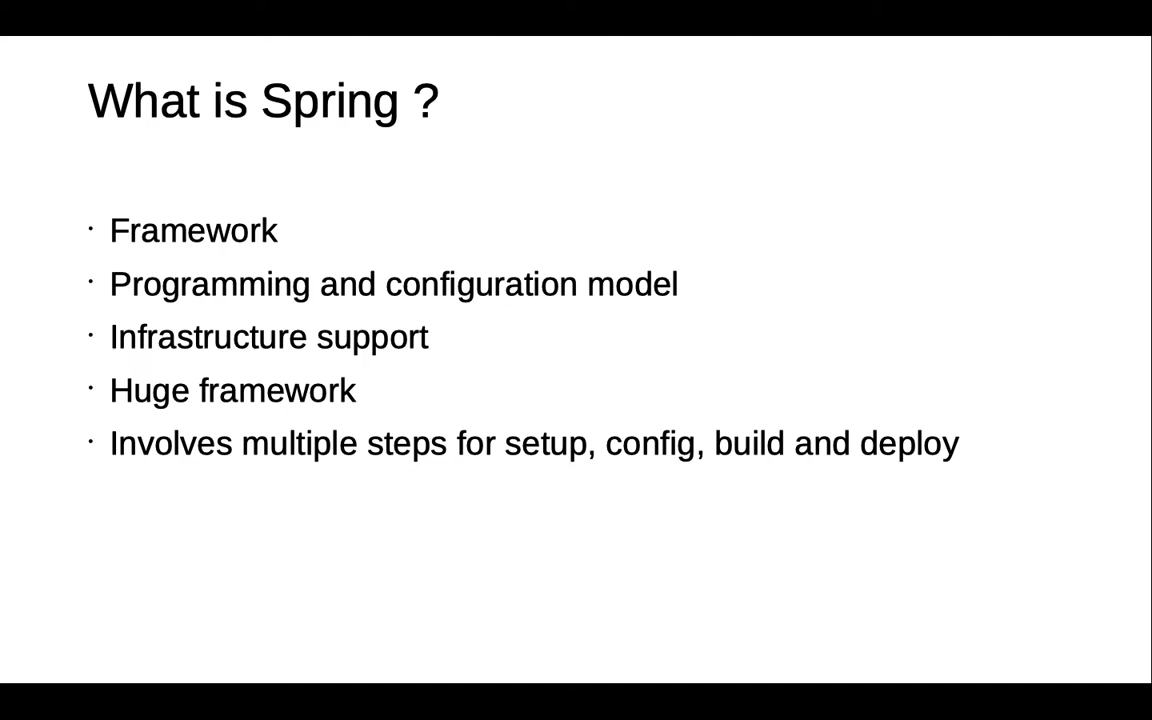 What is Spring ?
· Framework
· Programming and configuration model
· Infrastructure support
· Huge framework
· Involves multiple steps for setup, config, build and deploy